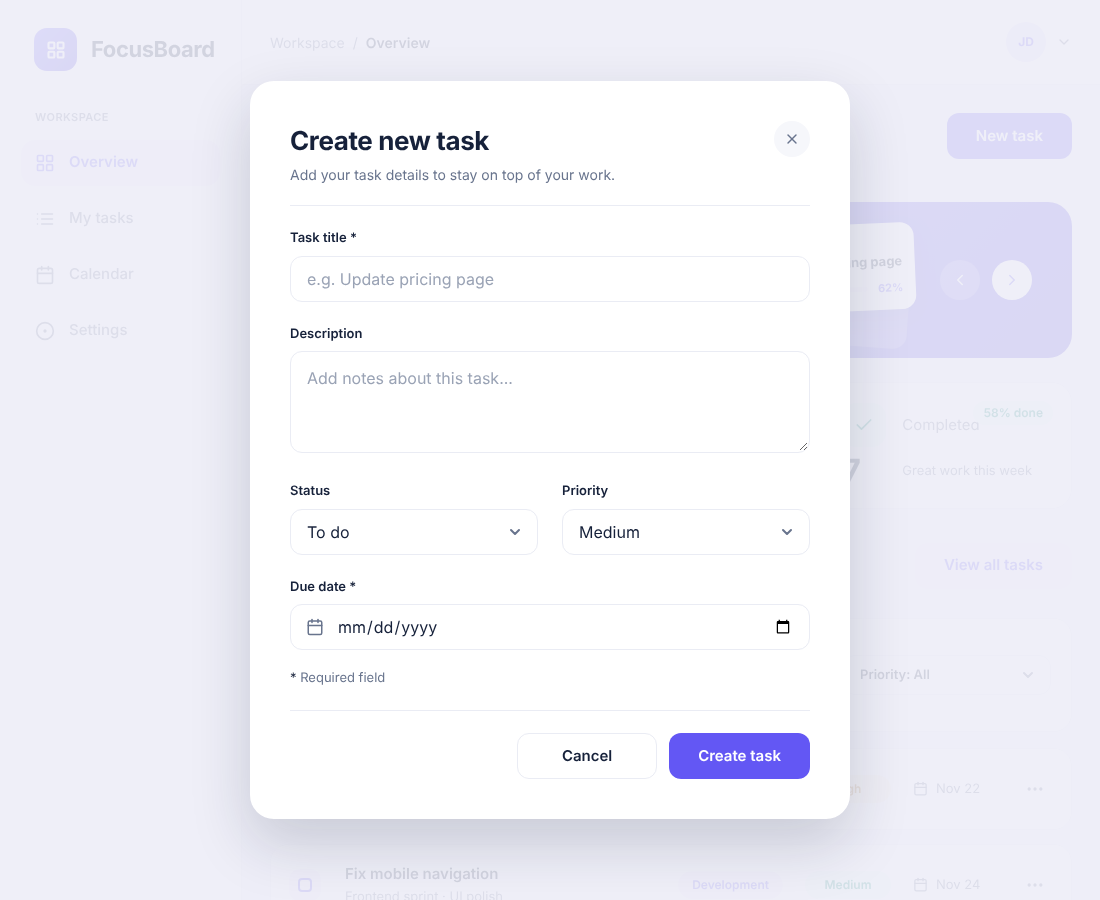 FocusBoard
Workspace / Overview
JD
WORKSPACE
Overview
My tasks
Calendar
Settings
New task
page
62%
58% done
Completed
Great work this week
View all tasks
Priority: All
Nov 22
Fix mobile navigation
Frontend sprint · UI polish
Development
Medium
Nov 24
Create new task
Add your task details to stay on top of your work.
Task title *
e.g. Update pricing page
Description
Add notes about this task...
Status
Priority
To do
Medium
Due date *
mm/dd/yyyy
* Required field
Cancel
Create task